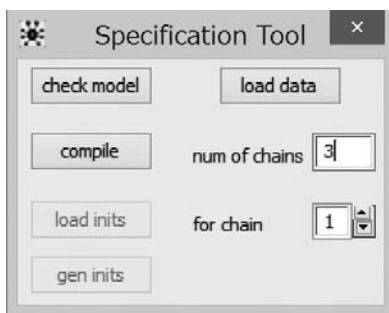 Specification Tool ×
check model load data
compile num of chains 3
load inits for chain 1
gen inits